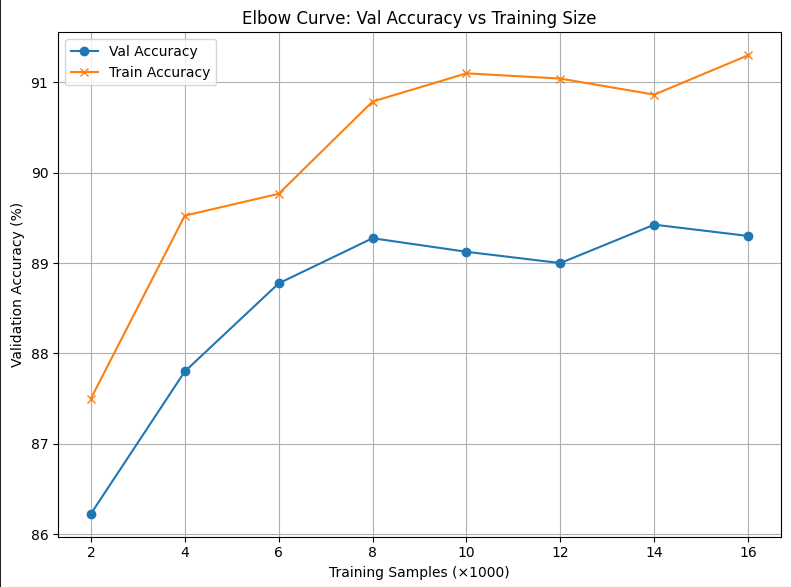 Elbow Curve: Val Accuracy vs Training Size
Val Accuracy
Train Accuracy
Validation Accuracy (%)
91
90
89
88
87
86
2 4 6 8 10 12 14 16
Training Samples (×1000)